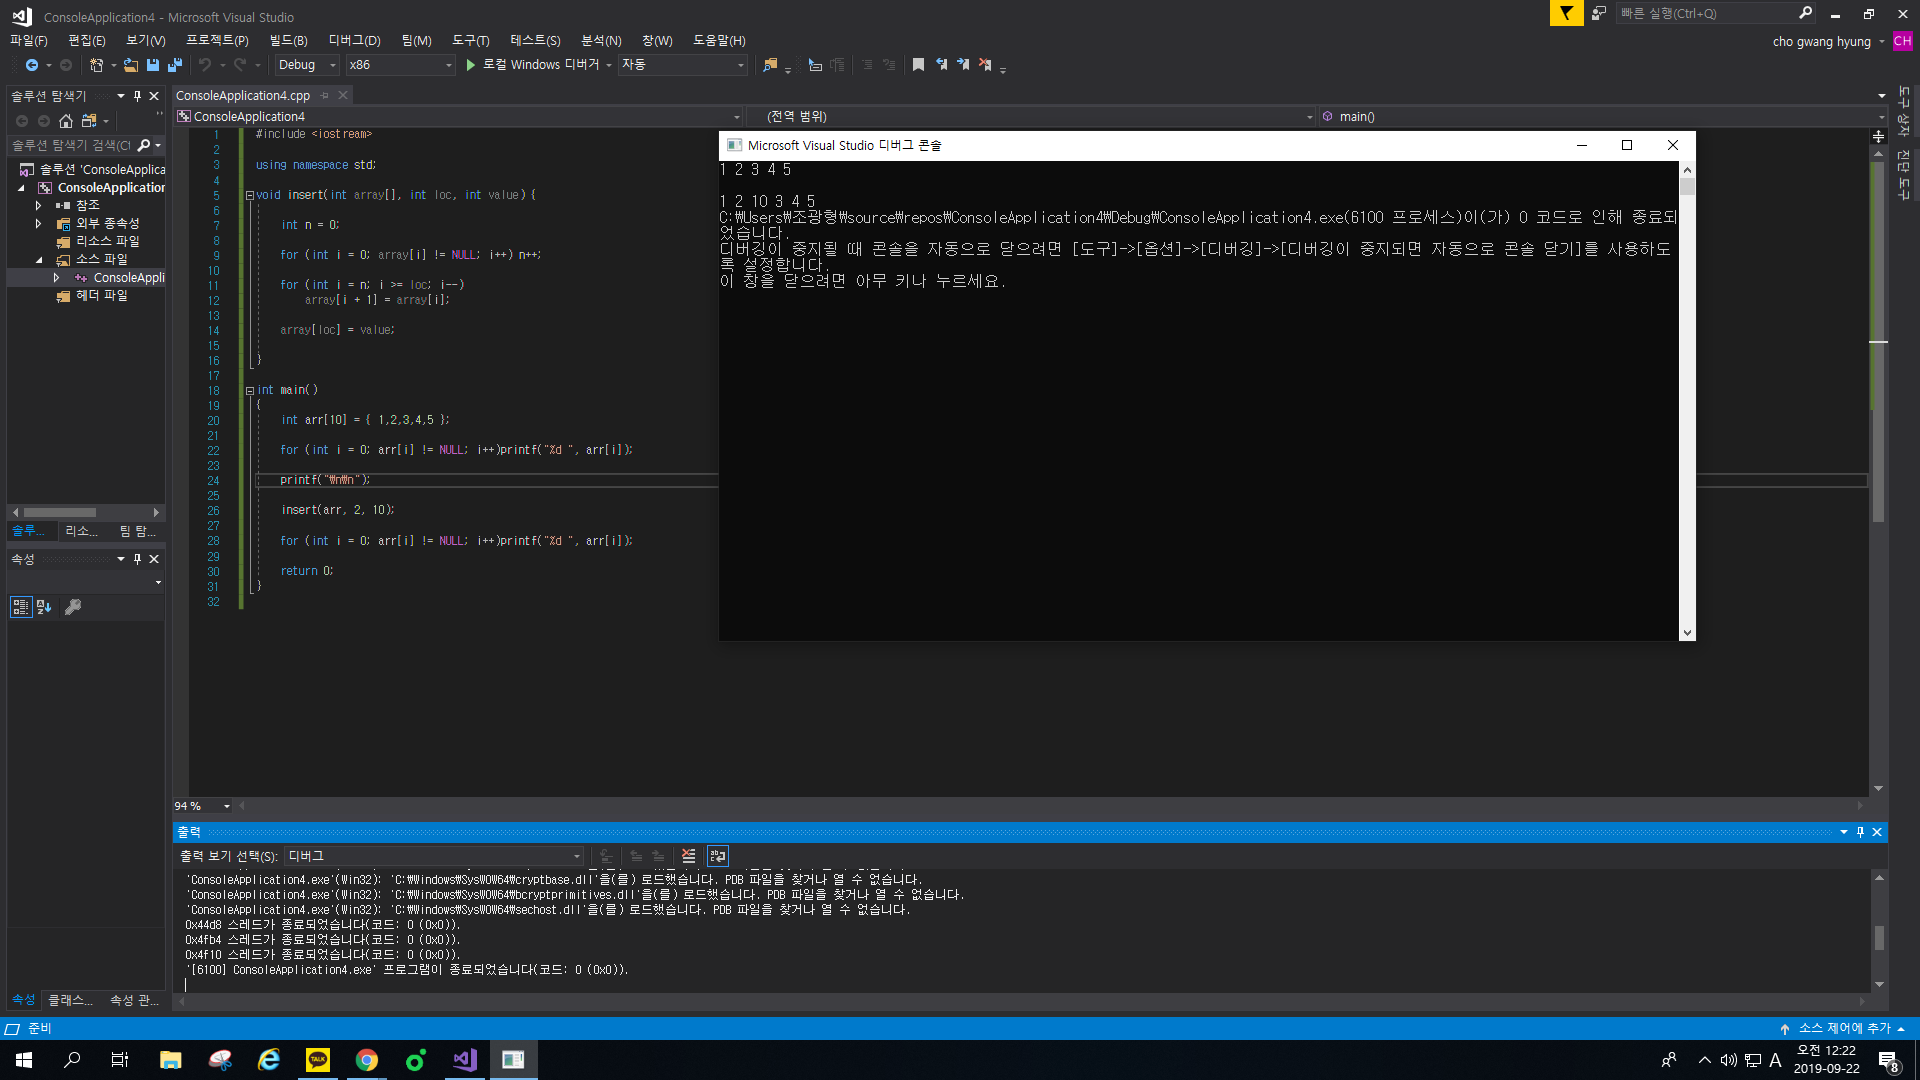 ConsoleApplication4 - Microsoft Visual Studio
빠른 실행(Ctrl+Q)
파일(F) 편집(E) 보기(V) 프로젝트(P) 빌드(B) 디버그(D) 팀(M) 도구(T) 테스트(S) 분석(N) 창(W) 도움말(H)
cho gwang hyung CH
Debug x86 로컬 Windows 디버거 자동
솔루션 탐색기
솔루션 탐색기 검색(Ct
솔루션 'ConsoleApplica
ConsoleApplication
참조
외부 종속성
리소스 파일
소스 파일
ConsoleAppli
헤더 파일
솔루... 리소... 팀 탐...
속성
속성 클래스... 속성 관...
ConsoleApplication4.cpp
ConsoleApplication4 (전역 범위) main()
1 #include <iostream>
2
3 using namespace std;
4
5 void insert(int array[], int loc, int value) {
6
7 int n = 0;
8
9 for (int i = 0; array[i] != NULL; i++) n++;
10
11 for (int i = n; i >= loc; i--)
12 array[i + 1] = array[i];
13
14 array[loc] = value;
15
16 }
17
18 int main()
19 {
20 int arr[10] = { 1,2,3,4,5 };
21
22 for (int i = 0; arr[i] != NULL; i++)printf("%d ", arr[i]);
23
24 printf("₩n₩n");
25
26 insert(arr, 2, 10);
27
28 for (int i = 0; arr[i] != NULL; i++)printf("%d ", arr[i]);
29
30 return 0;
31 }
32
94 %
Microsoft Visual Studio 디버그 콘솔
1 2 3 4 5
1 2 10 3 4 5
C:₩Users₩조광형₩source₩repos₩ConsoleApplication4₩Debug₩ConsoleApplication4.exe(6100 프로세스)이(가) 0 코드로 인해 종료되
었습니다.
디버깅이 중지될 때 콘솔을 자동으로 닫으려면 [도구]->[옵션]->[디버깅]->[디버깅이 중지되면 자동으로 콘솔 닫기]를 사용하도
록 설정합니다.
이 창을 닫으려면 아무 키나 누르세요.
도구 상자
진단 도구
출력
출력 보기 선택(S): 디버그
'ConsoleApplication4.exe'(Win32): 'C:₩Windows₩SysWOW64₩cryptbase.dll'을(를) 로드했습니다. PDB 파일을 찾거나 열 수 없습니다.
'ConsoleApplication4.exe'(Win32): 'C:₩Windows₩SysWOW64₩bcryptprimitives.dll'을(를) 로드했습니다. PDB 파일을 찾거나 열 수 없습니다.
'ConsoleApplication4.exe'(Win32): 'C:₩Windows₩SysWOW64₩sechost.dll'을(를) 로드했습니다. PDB 파일을 찾거나 열 수 없습니다.
0x44d8 스레드가 종료되었습니다(코드: 0 (0x0)).
0x4fb4 스레드가 종료되었습니다(코드: 0 (0x0)).
0x4f10 스레드가 종료되었습니다(코드: 0 (0x0)).
'[6100] ConsoleApplication4.exe' 프로그램이 종료되었습니다(코드: 0 (0x0)).
준비
소스 제어에 추가
TALK
A
오전 12:22
2019-09-22
8